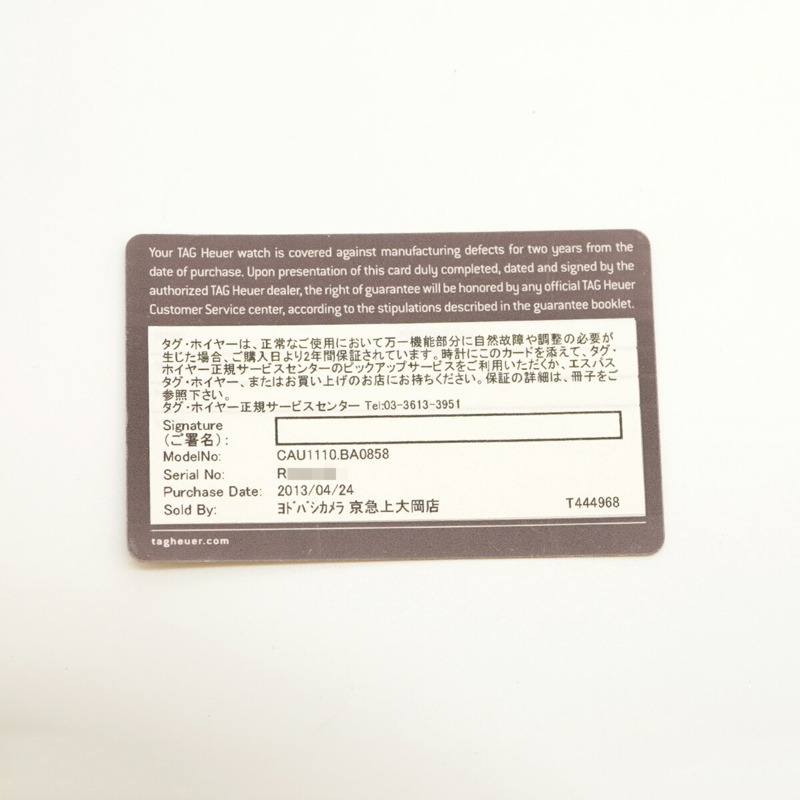 Your TAG Heuer watch is covered against manufacturing defects for two years from the
date of purchase. Upon presentation of this card duly completed, dated and signed by the
authorized TAG Heuer dealer, the right of guarantee will be honored by any official TAG Heuer
Customer Service center, according to the stipulations described in the guarantee booklet.
タグ・ホイヤーは、正常なご使用において万一機能部分に自然故障や調整の必要が
生じた場合、ご購入日より2年間保証されています。時計にこのカードを添えて、タグ・
ホイヤー正規サービスセンターのピックアップサービスをご利用いただくか、エスパス
タグ・ホイヤー、またはお買い上げのお店にお持ちください。保証の詳細は、冊子をご
参照下さい。
タグ・ホイヤー正規サービスセンター Tel:03-3613-3951
Signature
(ご署名):
ModelNo: CAU1110.BA0858
Serial No: R
Purchase Date: 2013/04/24
Sold By: ﾖﾄﾞﾊﾞｼｶﾒﾗ 京急上大岡店 T444968
tagheuer.com